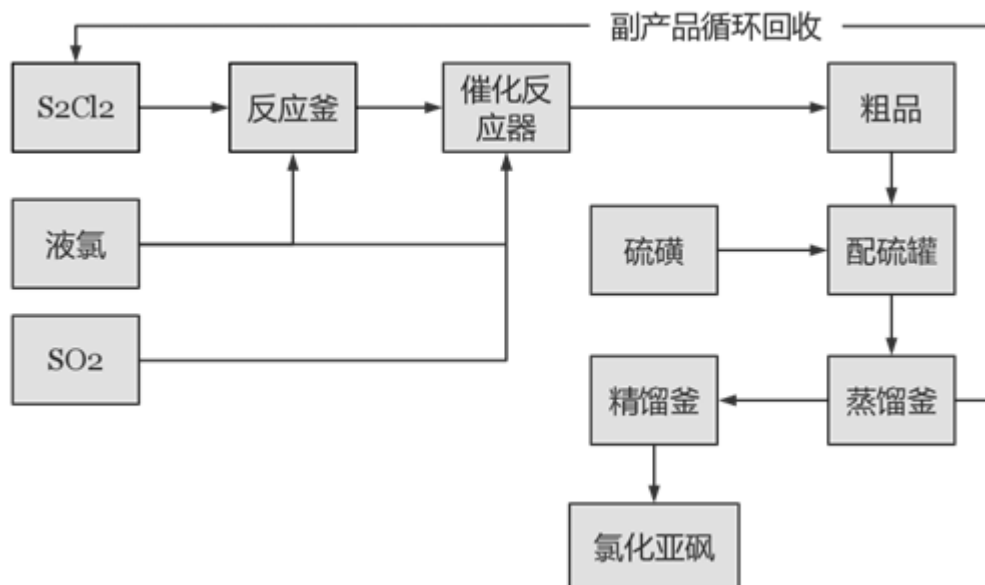 副产品循环回收
S2Cl2
反应釜
催化反
应器
粗品
液氯
硫磺
配硫罐
SO2
精馏釜
蒸馏釜
氯化亚砜